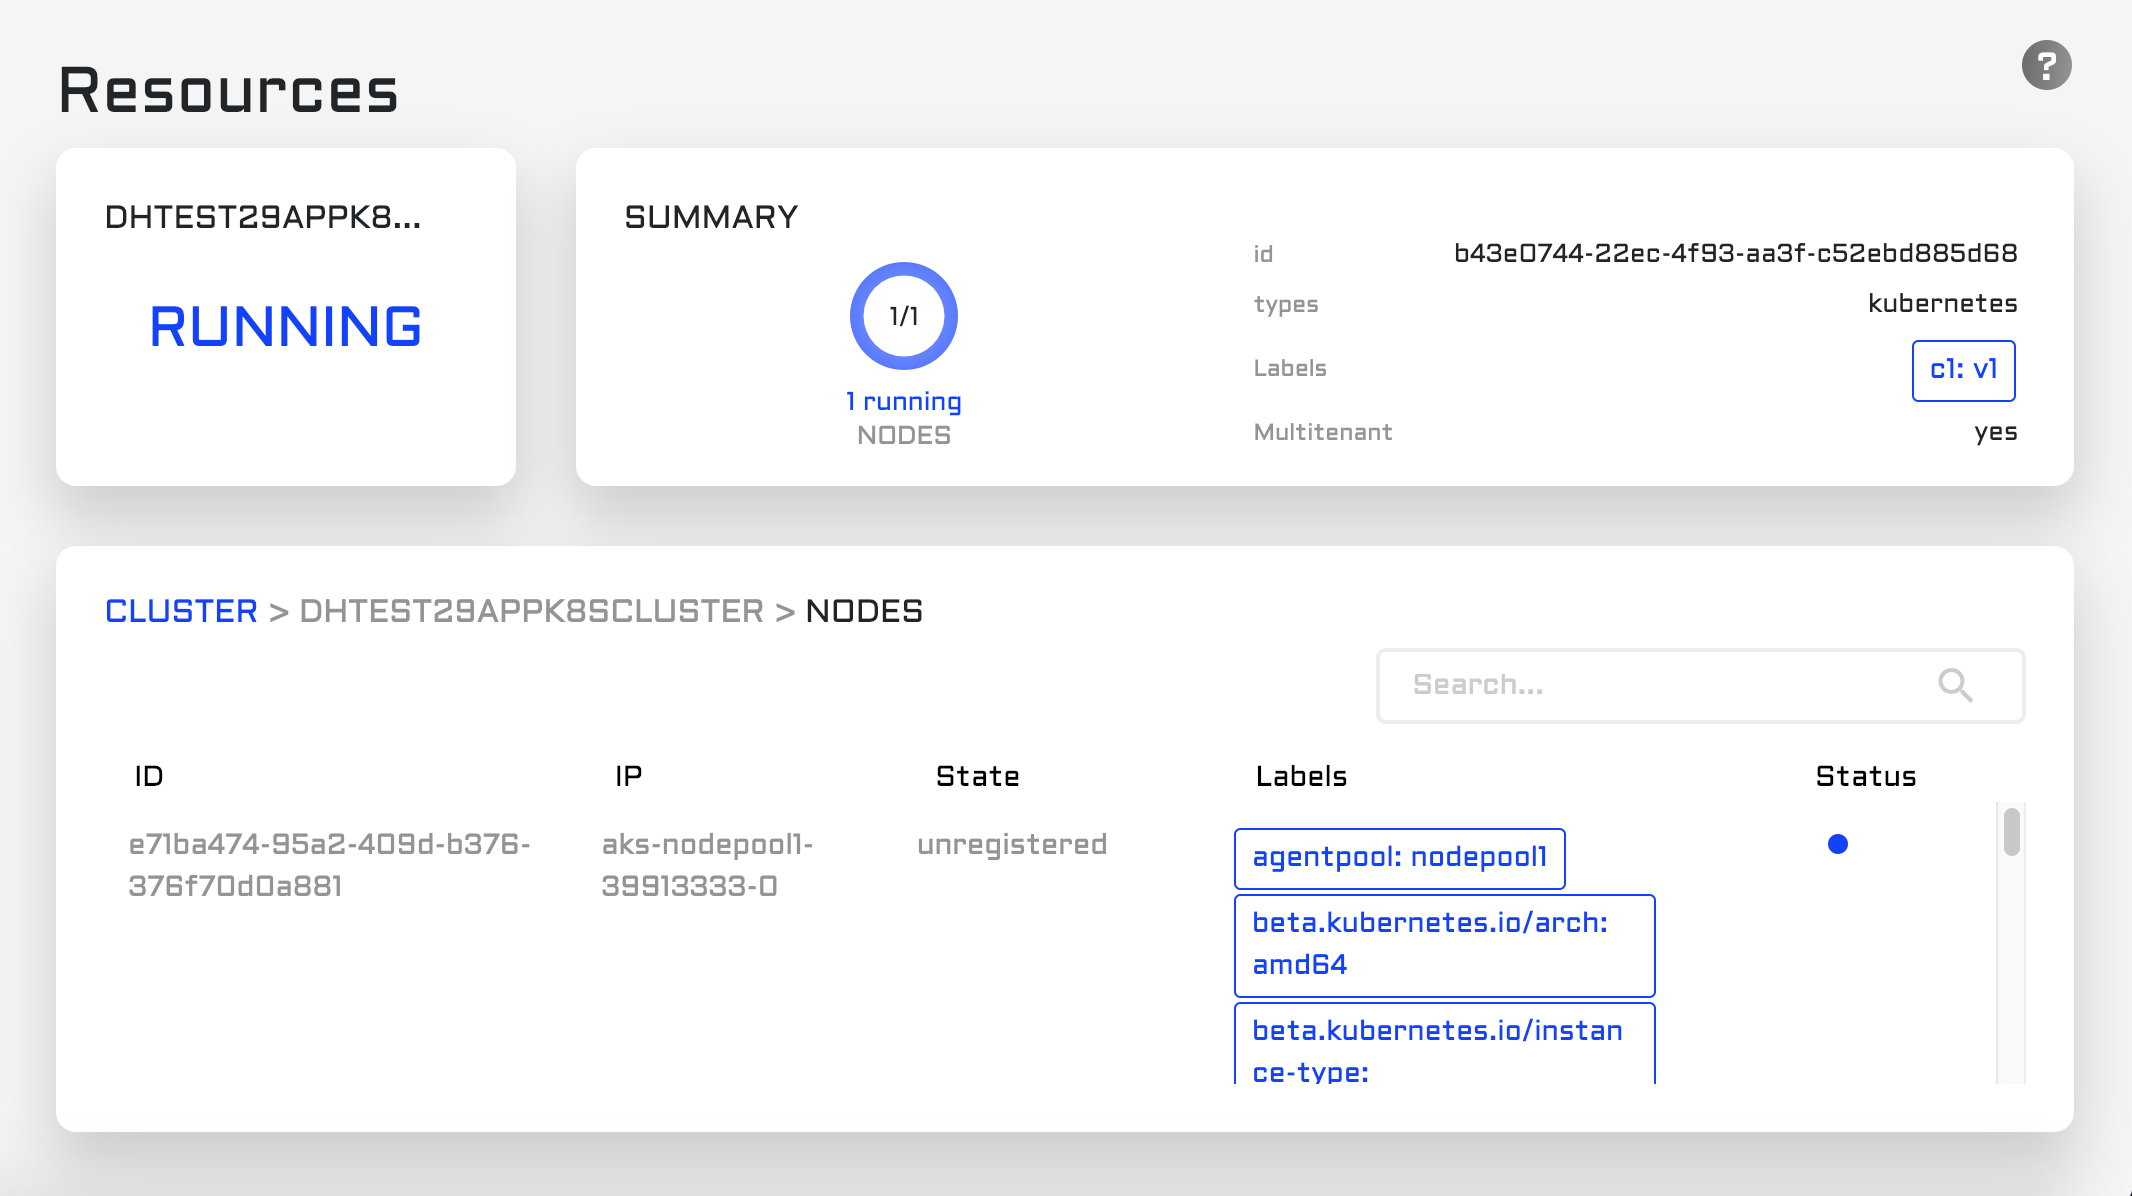 Resources
?
DHTEST29APPK8...
RUNNING
SUMMARY
1/1
1 running
NODES
id b43e0744-22ec-4f93-aa3f-c52ebd885d68
types kubernetes
Labels c1: v1
Multitenant yes
CLUSTER > DHTEST29APPK8SCLUSTER > NODES
Search...
ID IP State Labels Status
e71ba474-95a2-409d-b376-
376f70d0a881
aks-nodepool1-
39913333-0
unregistered
agentpool: nodepool1
beta.kubernetes.io/arch:
amd64
beta.kubernetes.io/instan
ce-type: